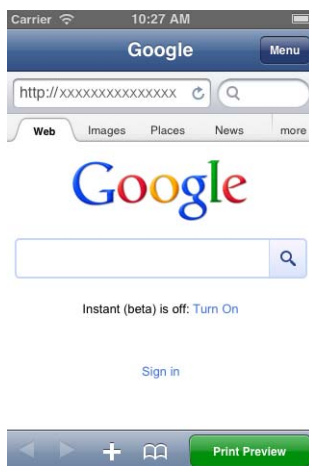 Carrier 10:27 AM
Google Menu
http://xxxxxxxxxxxxxxx
Web Images Places News more
Google
Instant (beta) is off: Turn On
Sign in
Print Preview